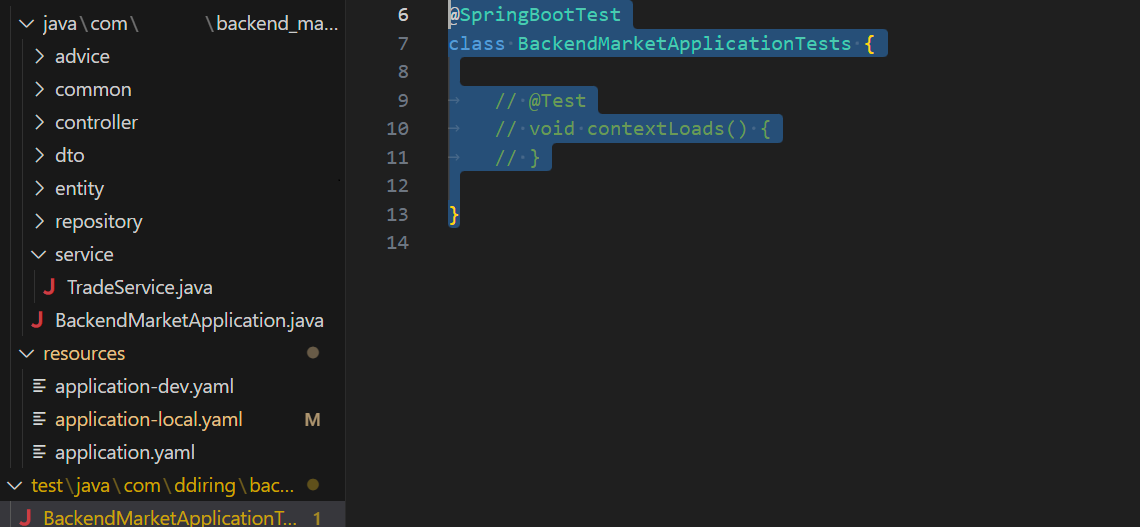 java\com\ \backend_ma...
advice
common
controller
dto
entity
repository
service
J TradeService.java
J BackendMarketApplication.java
resources
application-dev.yaml
application-local.yaml M
application.yaml
test\java\com\ddiring\bac...
J BackendMarketApplicationT... 1
6 @SpringBootTest
7 class BackendMarketApplicationTests {
8
9 // @Test
10 // void contextLoads() {
11 // }
12
13 }
14